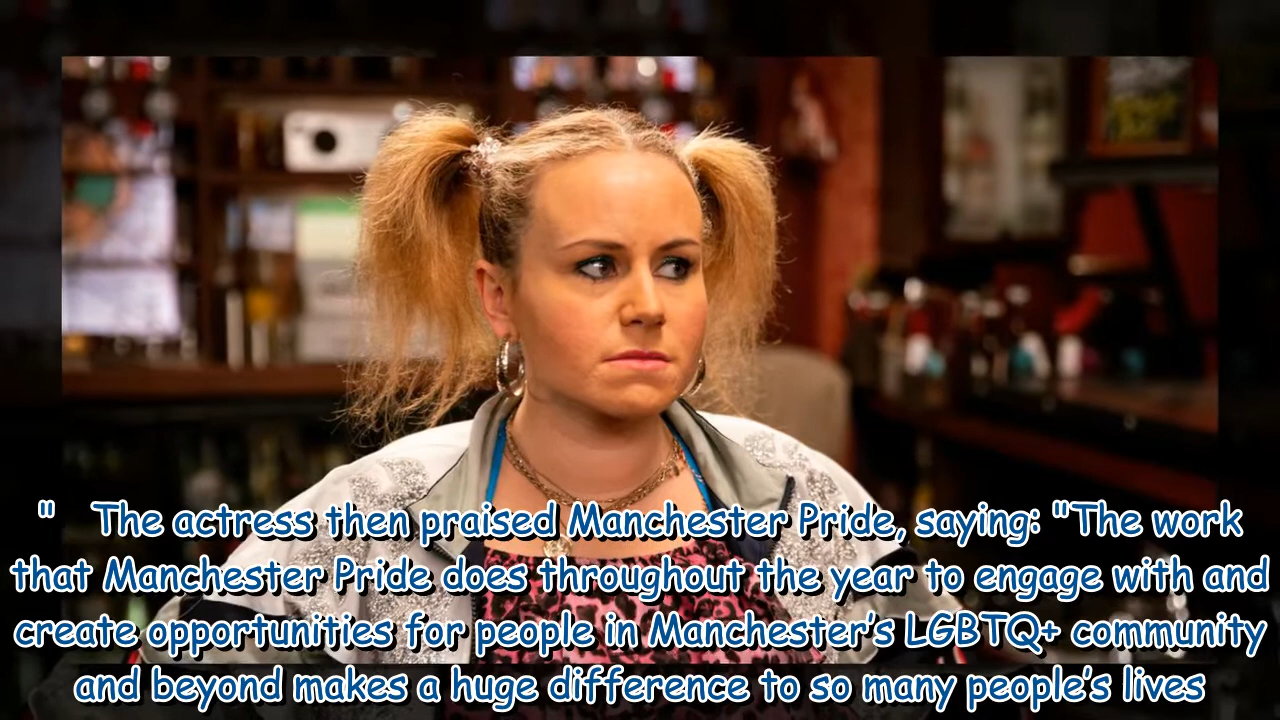 "   The actress then praised Manchester Pride, saying: "The work
that Manchester Pride does throughout the year to engage with and
create opportunities for people in Manchester’s LGBTQ+ community
and beyond makes a huge difference to so many people’s lives